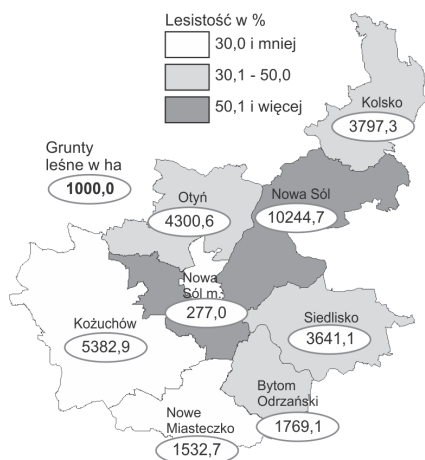 Lesistość w %
30,0 i mniej
30,1 - 50,0
50,1 i więcej
Grunty
leśne w ha
1000,0
Kolsko
3797,3
Otyń
4300,6
Nowa Sól
10244,7
Nowa
Sól m.
277,0
Kożuchów
5382,9
Siedlisko
3641,1
Bytom
Odrzański
1769,1
Nowe
Miasteczko
1532,7